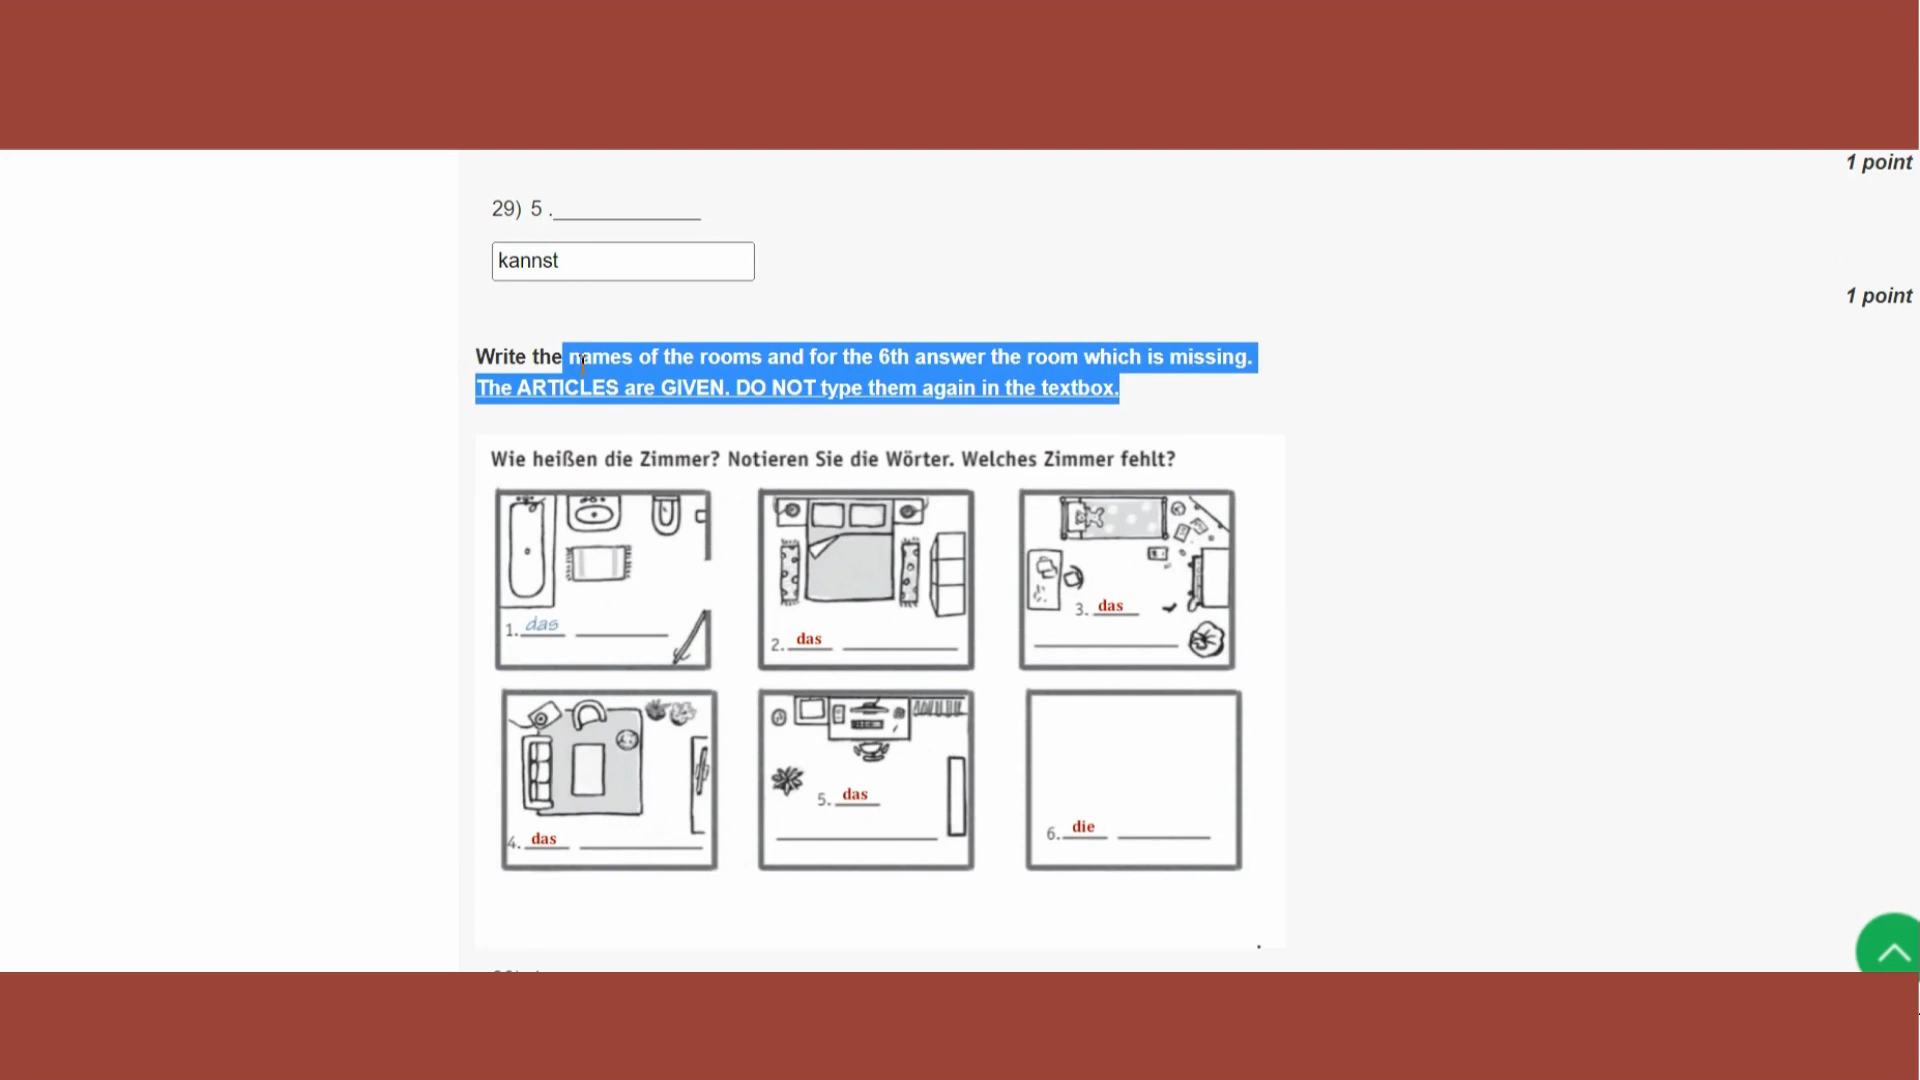 1 point
29) 5 .______________
kannst
1 point
Write the names of the rooms and for the 6th answer the room which is missing.
The ARTICLES are GIVEN. DO NOT type them again in the textbox.
Wie heißen die Zimmer? Notieren Sie die Wörter. Welches Zimmer fehlt?
1. das
2. das
3. das
4. das
5. das
6. die